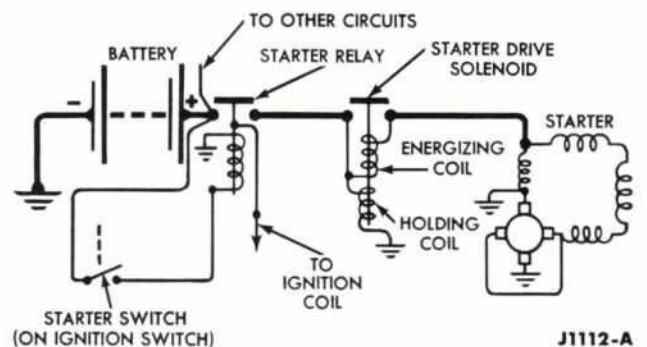 TO OTHER CIRCUITS
BATTERY
STARTER RELAY
STARTER DRIVE
SOLENOID
-
+
STARTER
ENERGIZING
COIL
HOLDING
COIL
TO
IGNITION
COIL
STARTER SWITCH
(ON IGNITION SWITCH)
J1112-A